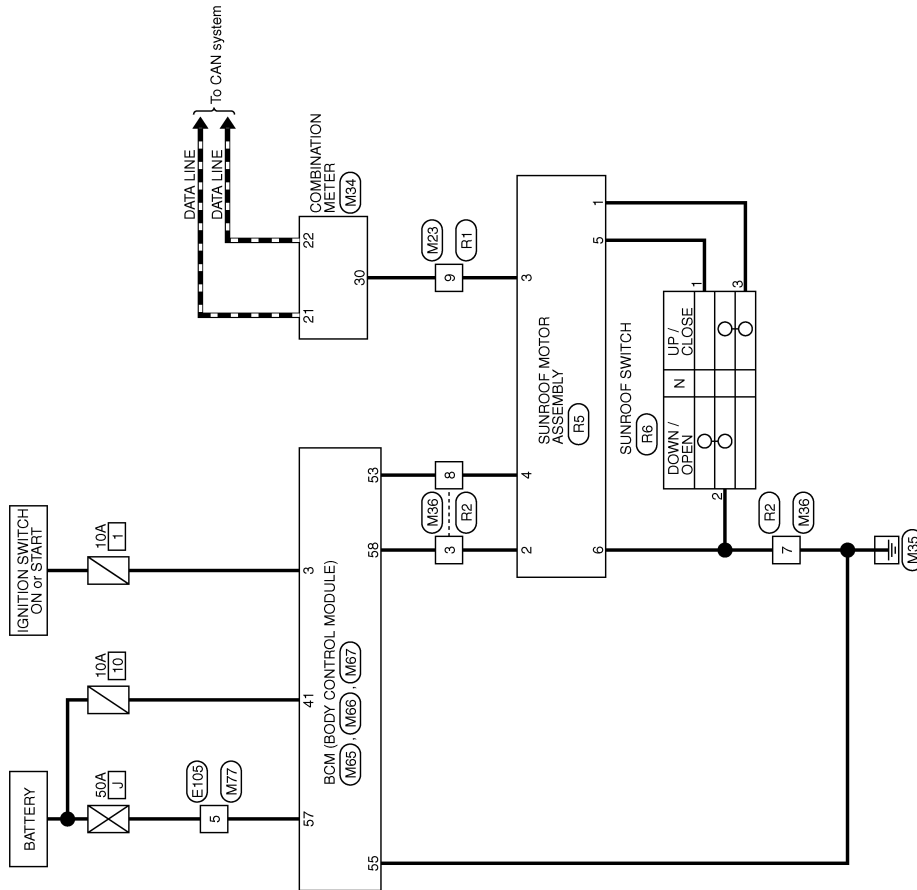 To CAN system
DATA LINE
DATA LINE
COMBINATION
METER
M34
22
21
30
IGNITION SWITCH
ON or START
10A
1
BATTERY
10A
10
50A
J
E105
M77
5
3
41
57
BCM (BODY CONTROL MODULE)
M65 , M66 , M67
53
58
55
M23
R1
9
M36
R2
8
3
3
4
2
SUNROOF MOTOR
ASSEMBLY
R5
1
5
6
SUNROOF SWITCH
R6
DOWN /
OPEN
N
UP /
CLOSE
1
3
2
R2
M36
7
M35